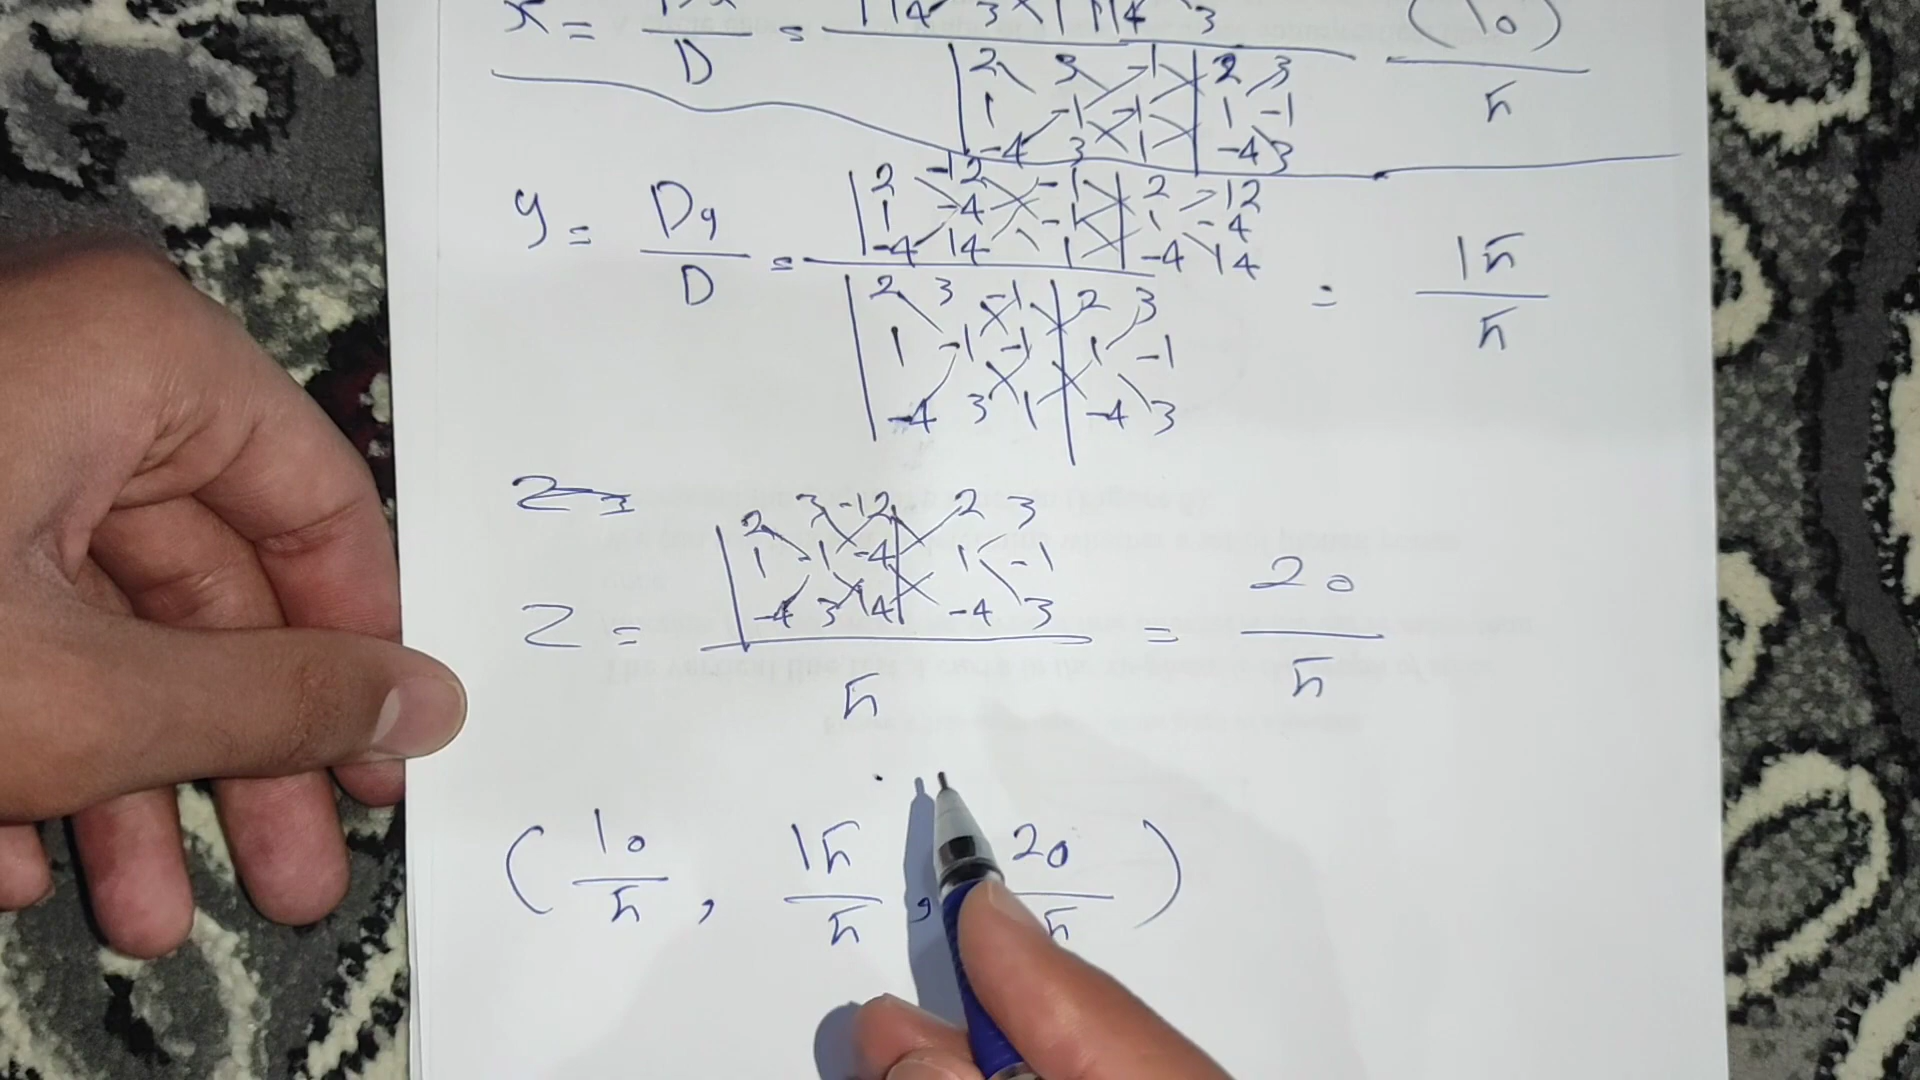 x = Dx / D = | 14 3 1 | 14 3 / | 2 3 -1 | 2 3 (10) / 5
1 -1 -1 | 1 -1
-4 3 1 | -4 3
y = Dy / D = | 2 -12 -1 | 2 -12
1 -4 -1 | 1 -4
-4 14 1 | -4 14 = 15 / 5
| 2 3 -1 | 2 3
1 -1 -1 | 1 -1
-4 3 1 | -4 3
z = | 2 3 -12 | 2 3
1 -1 -4 | 1 -1
-4 3 14 | -4 3 = 20 / 5
5
( 10 / 5 , 15 / 5 , 20 / 5 )